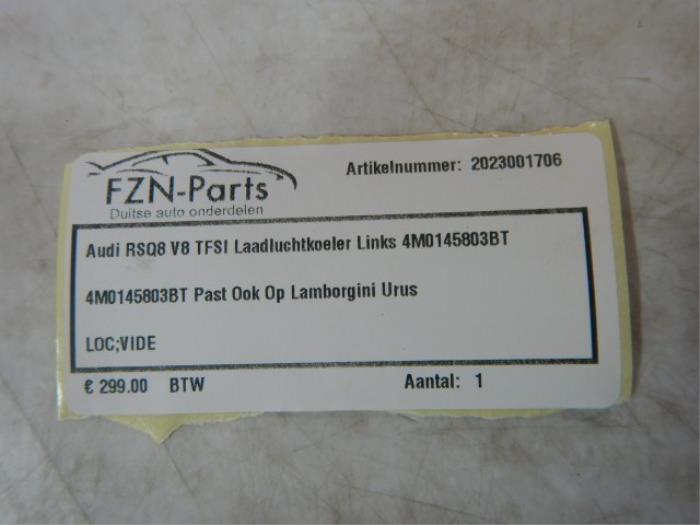 Artikelnummer: 2023001706
FZN-Parts
Duitse auto onderdelen
Audi RSQ8 V8 TFSI Laadluchtkoeler Links 4M0145803BT
4M0145803BT Past Ook Op Lamborgini Urus
LOC;VIDE
€ 299.00 BTW Aantal: 1